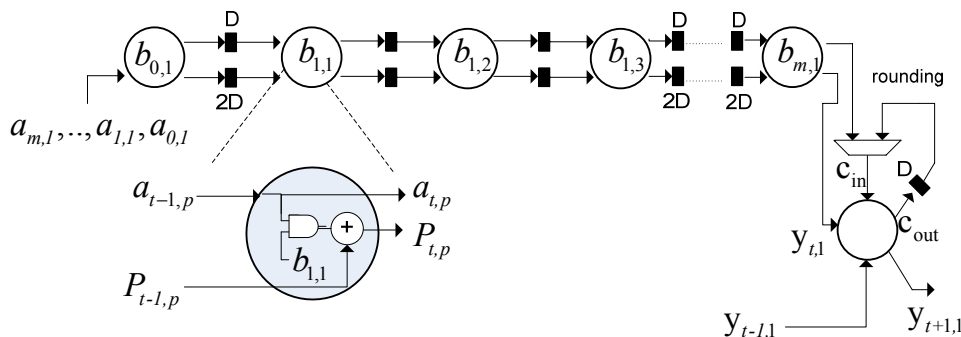 D
D
D
b0,1
b1,1
b1,2
b1,3
bm,1
2D
2D
2D
rounding
am,1,..,a1,1,a0,1
cin
D
at−1,p
at,p
+
b1,1
Pt,p
Pt-1,p
yt,1
cout
yt-1,1
yt+1,1